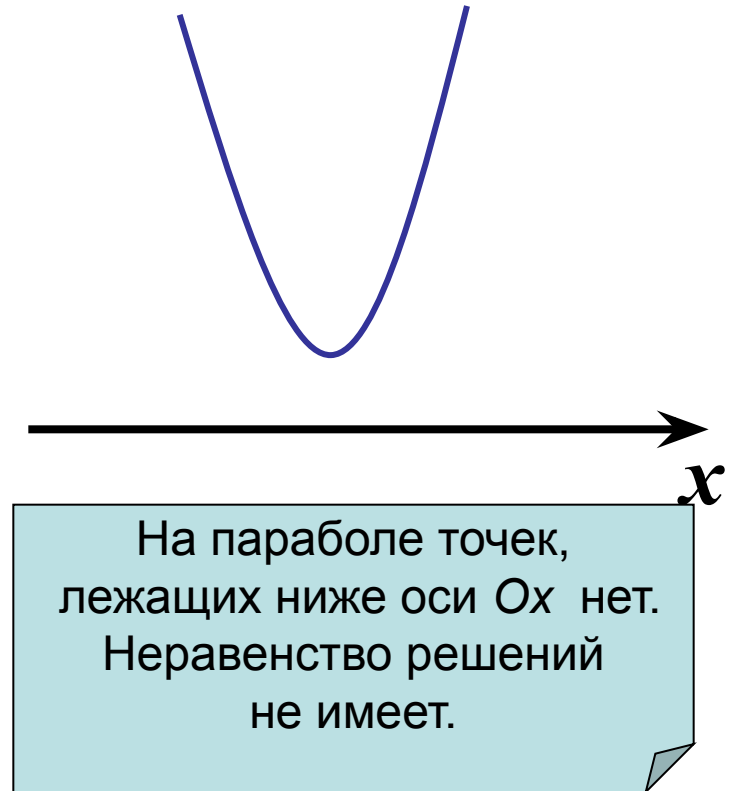 x
На параболе точек,
лежащих ниже оси Ox нет.
Неравенство решений
не имеет.